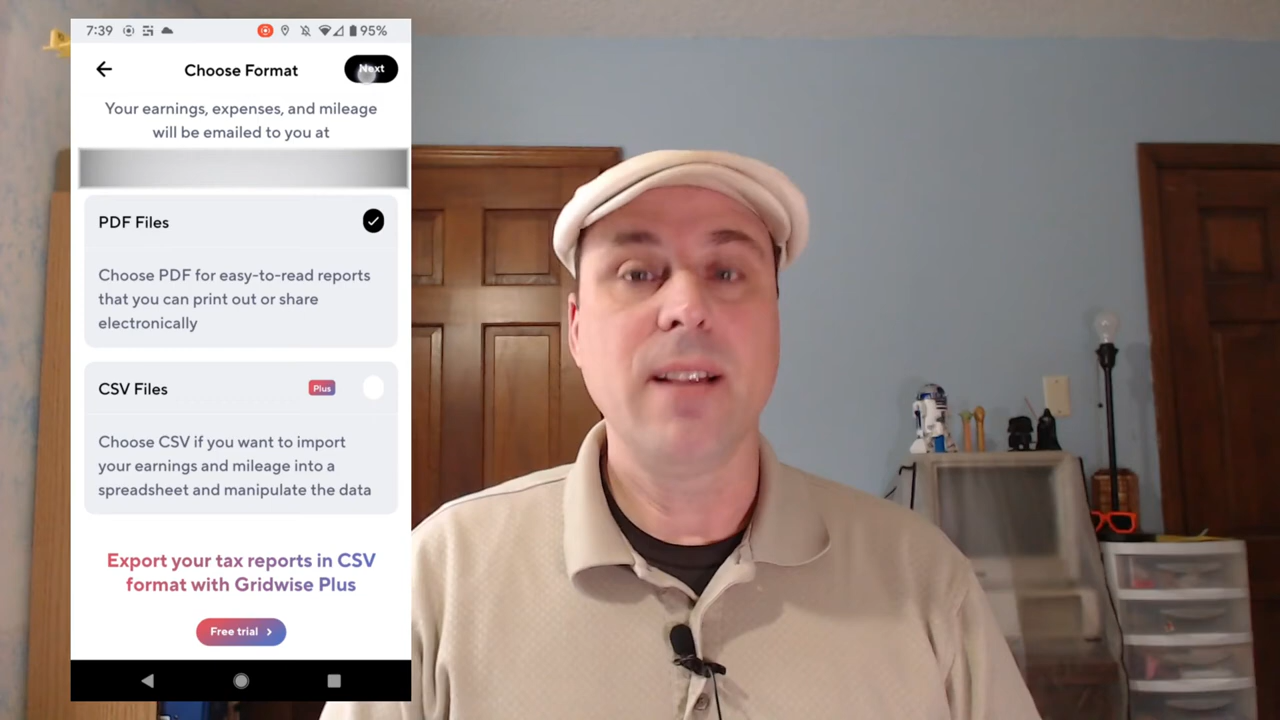 7:39
95%
Choose Format
Next
Your earnings, expenses, and mileage
will be emailed to you at
PDF Files
Choose PDF for easy-to-read reports
that you can print out or share
electronically
CSV Files
Plus
Choose CSV if you want to import
your earnings and mileage into a
spreadsheet and manipulate the data
Export your tax reports in CSV
format with Gridwise Plus
Free trial >